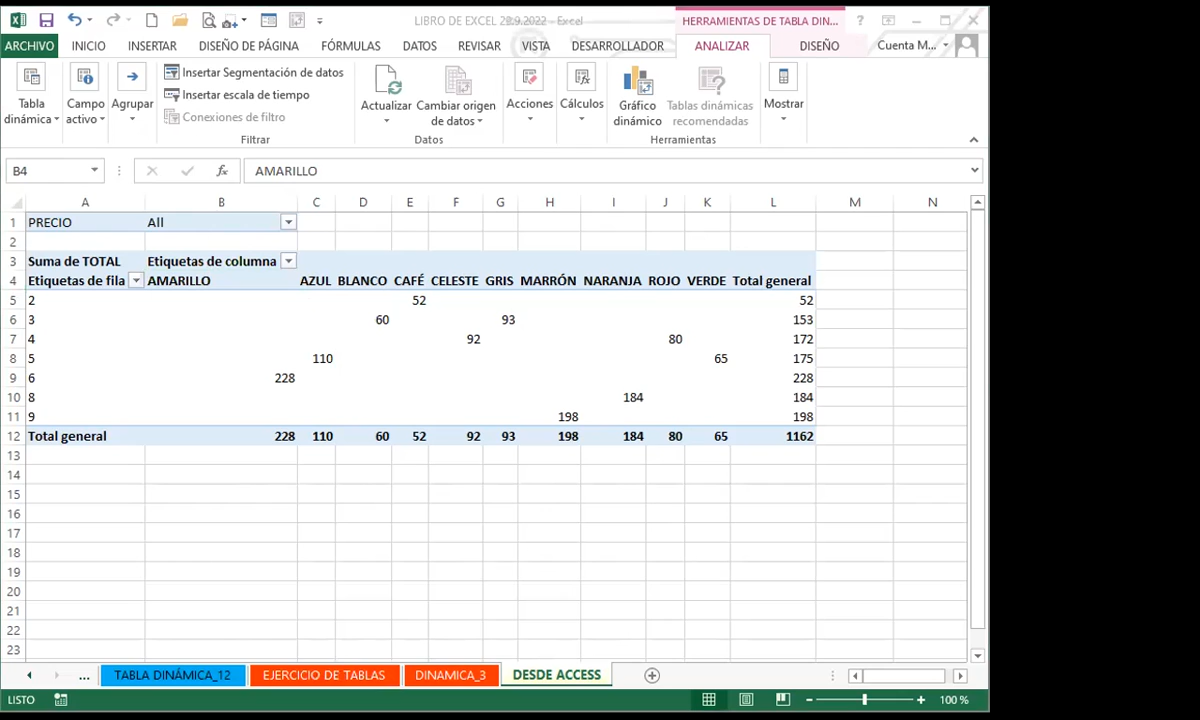 LIBRO DE EXCEL 22.9.2022 - Excel
HERRAMIENTAS DE TABLA DIN...
?
ARCHIVO INICIO INSERTAR DISEÑO DE PÁGINA FÓRMULAS DATOS REVISAR VISTA DESARROLLADOR ANALIZAR DISEÑO Cuenta M...
Tabla dinámica
Campo activo
Agrupar
Insertar Segmentación de datos
Insertar escala de tiempo
Conexiones de filtro
Filtrar
Actualizar
Cambiar origen de datos
Datos
Acciones
Cálculos
Gráfico dinámico
Tablas dinámicas recomendadas
Herramientas
Mostrar
B4 fx AMARILLO
A B C D E F G H I J K L M N
1 PRECIO All
2
3 Suma de TOTAL Etiquetas de columna
4 Etiquetas de fila AMARILLO AZUL BLANCO CAFÉ CELESTE GRIS MARRÓN NARANJA ROJO VERDE Total general
5 2 52 52
6 3 60 93 153
7 4 92 80 172
8 5 110 65 175
9 6 228 228
10 8 184 184
11 9 198 198
12 Total general 228 110 60 52 92 93 198 184 80 65 1162
13
14
15
16
17
18
19
20
21
22
23
... TABLA DINÁMICA_12 EJERCICIO DE TABLAS DINAMICA_3 DESDE ACCESS
LISTO 100 %